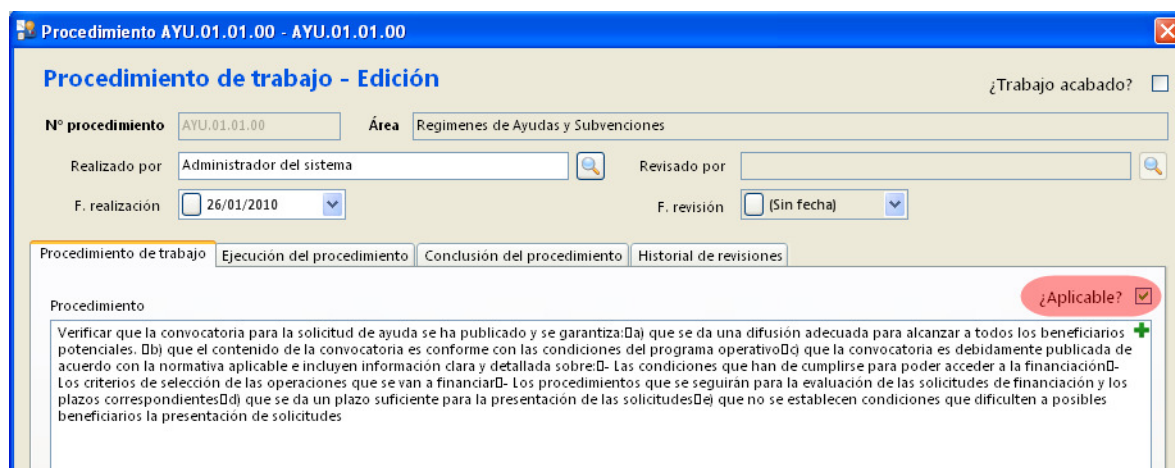 Procedimiento AYU.01.01.00 - AYU.01.01.00
Procedimiento de trabajo - Edición
¿Trabajo acabado?
Nº procedimiento AYU.01.01.00 Área Regimenes de Ayudas y Subvenciones
Realizado por Administrador del sistema Revisado por
F. realización 26/01/2010 F. revisión (Sin fecha)
Procedimiento de trabajo Ejecución del procedimiento Conclusión del procedimiento Historial de revisiones
¿Aplicable?
Procedimiento
Verificar que la convocatoria para la solicitud de ayuda se ha publicado y se garantiza:▯a) que se da una difusión adecuada para alcanzar a todos los beneficiarios
potenciales. ▯b) que el contenido de la convocatoria es conforme con las condiciones del programa operativo▯c) que la convocatoria es debidamente publicada de
acuerdo con la normativa aplicable e incluyen información clara y detallada sobre:▯- Las condiciones que han de cumplirse para poder acceder a la financiación▯-
Los criterios de selección de las operaciones que se van a financiar▯- Los procedimientos que se seguirán para la evaluación de las solicitudes de financiación y los
plazos correspondientes▯d) que se da un plazo suficiente para la presentación de las solicitudes▯e) que no se establecen condiciones que dificulten a posibles
beneficiarios la presentación de solicitudes